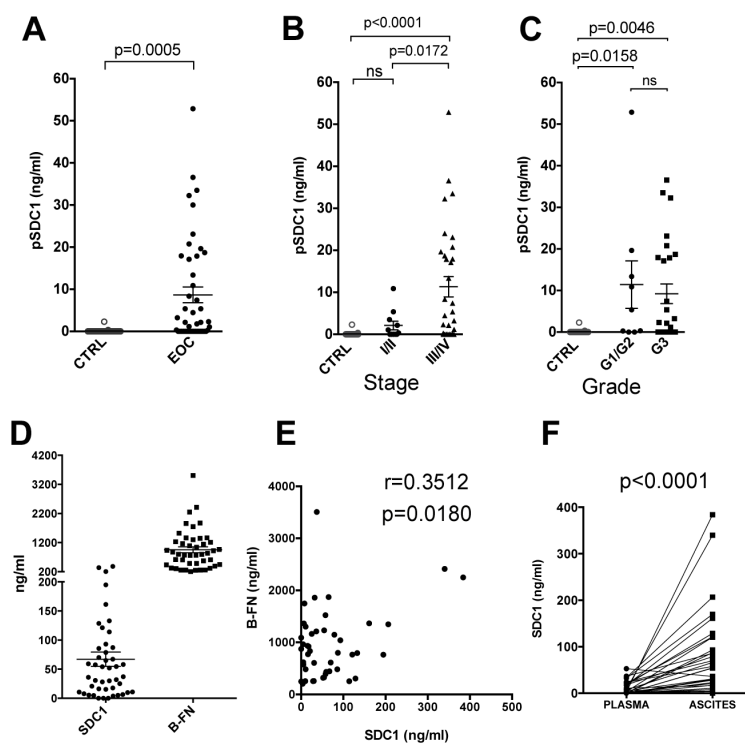 A
p=0.0005
pSDC1 (ng/ml)
60
50
40
30
20
10
0
CTRL
EOC
B
p<0.0001
p=0.0172
ns
pSDC1 (ng/ml)
60
50
40
30
20
10
0
CTRL
I/II
III/IV
Stage
C
p=0.0046
p=0.0158
ns
pSDC1 (ng/ml)
60
50
40
30
20
10
0
CTRL
G1/G2
G3
Grade
D
ng/ml
4200
3200
2200
1200
200
200
150
100
50
0
SDC1
B-FN
E
r=0.3512
p=0.0180
B-FN (ng/ml)
4000
3000
2000
1000
0
0
100
200
300
400
500
SDC1 (ng/ml)
F
p<0.0001
SDC1 (ng/ml)
400
300
200
100
0
PLASMA
ASCITES